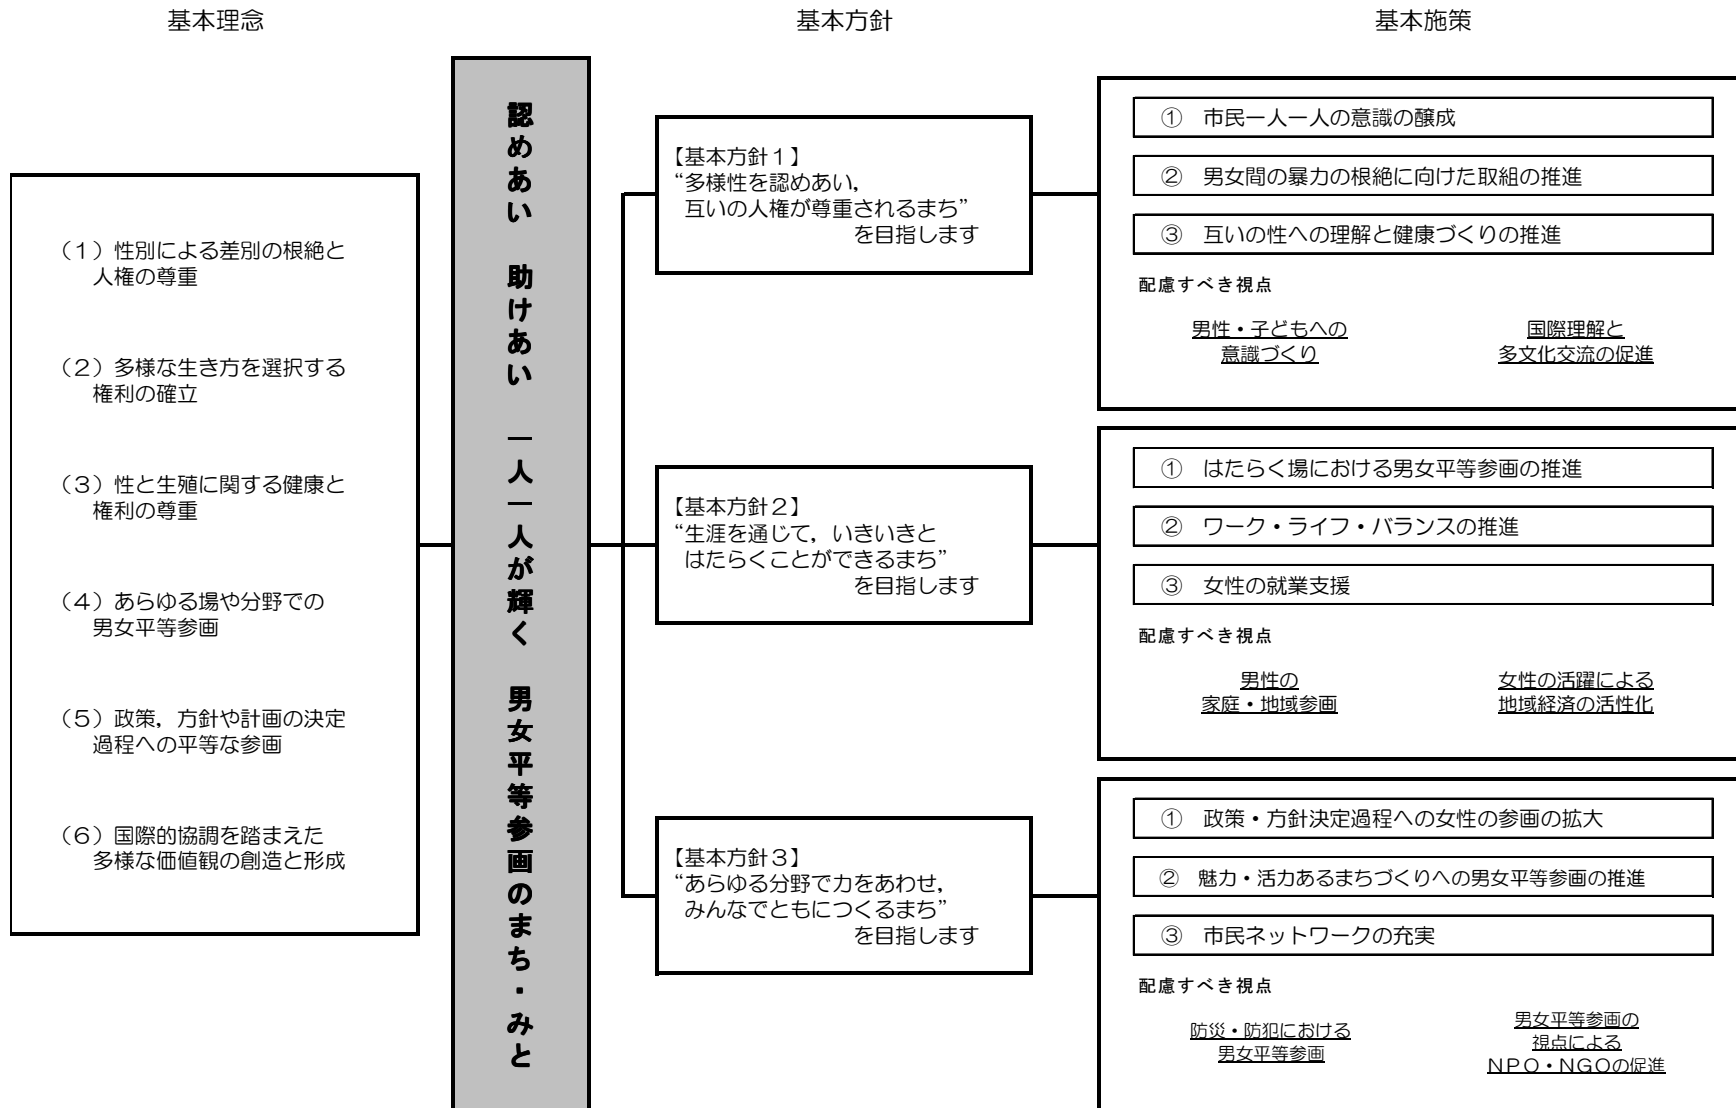 基本理念
基本方針
基本施策
（１）性別による差別の根絶と
人権の尊重
（２）多様な生き方を選択する
権利の確立
（３）性と生殖に関する健康と
権利の尊重
（４）あらゆる場や分野での
男女平等参画
（５）政策，方針や計画の決定
過程への平等な参画
（６）国際的協調を踏まえた
多様な価値観の創造と形成
認めあい　助けあい　一人一人が輝く　男女平等参画のまち・みと
【基本方針１】
“多様性を認めあい，
互いの人権が尊重されるまち”
を目指します
① 市民一人一人の意識の醸成
② 男女間の暴力の根絶に向けた取組の推進
③ 互いの性への理解と健康づくりの推進
配慮すべき視点
男性・子どもへの
意識づくり
国際理解と
多文化交流の促進
【基本方針２】
“生涯を通じて，いきいきと
はたらくことができるまち”
を目指します
① はたらく場における男女平等参画の推進
② ワーク・ライフ・バランスの推進
③ 女性の就業支援
配慮すべき視点
男性の
家庭・地域参画
女性の活躍による
地域経済の活性化
【基本方針３】
“あらゆる分野で力をあわせ，
みんなでともにつくるまち”
を目指します
① 政策・方針決定過程への女性の参画の拡大
② 魅力・活力あるまちづくりへの男女平等参画の推進
③ 市民ネットワークの充実
配慮すべき視点
防災・防犯における
男女平等参画
男女平等参画の
視点による
ＮＰＯ・ＮＧＯの促進